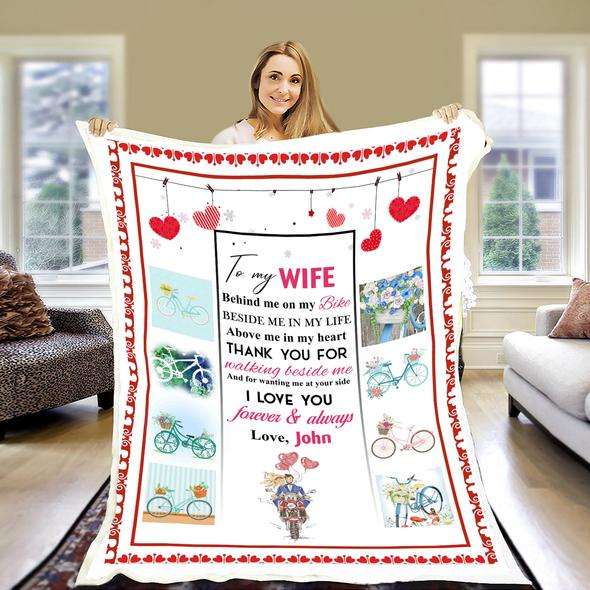 To my WIFE
Behind me on my Bike
BESIDE ME IN MY LIFE
Above me in my heart
THANK YOU FOR
walking beside me
And for wanting me at your side
I LOVE YOU
forever & always
Love, John